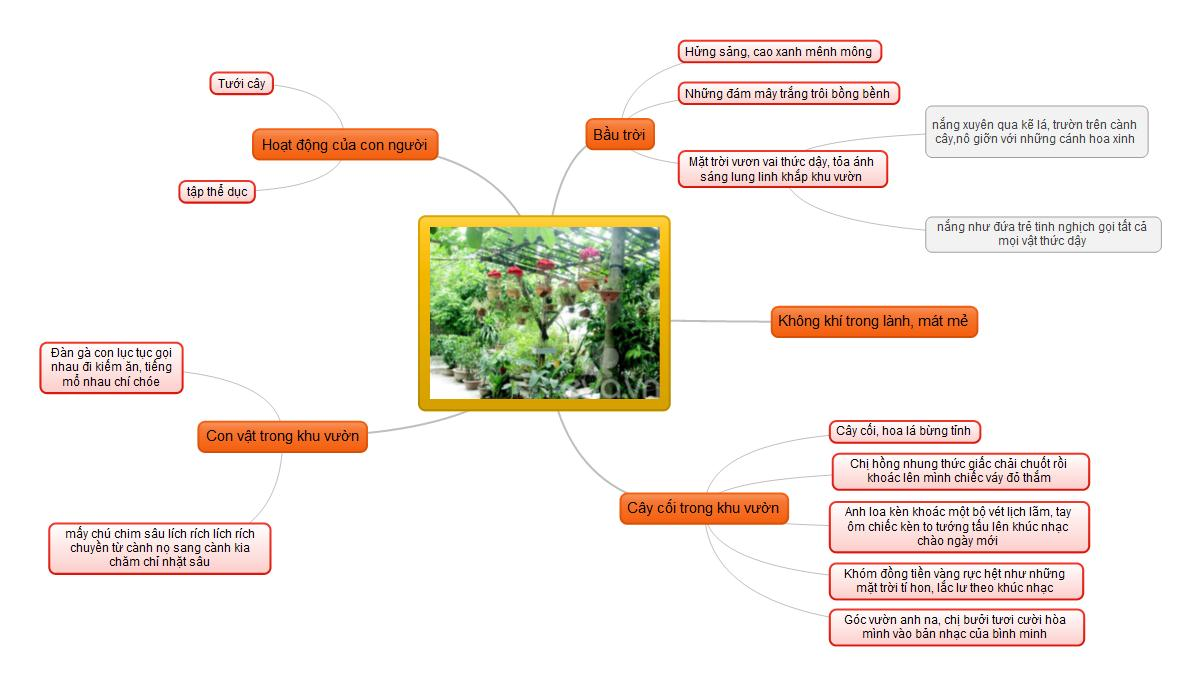 Hửng sáng, cao xanh mênh mông
Những đám mây trắng trôi bồng bềnh
Bầu trời
Mặt trời vươn vai thức dậy, tỏa ánh
sáng lung linh khắp khu vườn
nắng xuyên qua kẽ lá, trườn trên cành
cây,nô giỡn với những cánh hoa xinh
nắng như đứa trẻ tinh nghịch gọi tất cả
mọi vật thức dậy
Tưới cây
Hoạt động của con người
tập thể dục
Không khí trong lành, mát mẻ
Đàn gà con lục tục gọi
nhau đi kiếm ăn, tiếng
mổ nhau chí chóe
Con vật trong khu vườn
mấy chú chim sâu lích rích lích rích
chuyền từ cành nọ sang cành kia
chăm chỉ nhặt sâu
Cây cối trong khu vườn
Cây cối, hoa lá bừng tỉnh
Chị hồng nhung thức giấc chải chuốt rồi
khoác lên mình chiếc váy đỏ thắm
Anh loa kèn khoác một bộ vét lịch lãm, tay
ôm chiếc kèn to tướng tấu lên khúc nhạc
chào ngày mới
Khóm đồng tiền vàng rực hệt như những
mặt trời tí hon, lắc lư theo khúc nhạc
Góc vườn anh na, chị bưởi tươi cười hòa
mình vào bản nhạc của bình minh